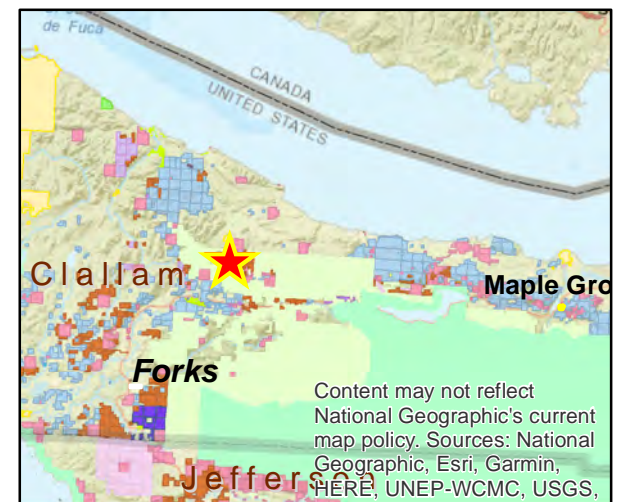 de Fuca
CANADA
UNITED STATES
Clallam
Maple Gro
Forks
Content may not reflect
National Geographic's current
map policy. Sources: National
Geographic, Esri, Garmin,
HERE, UNEP-WCMC, USGS,
Jefferson